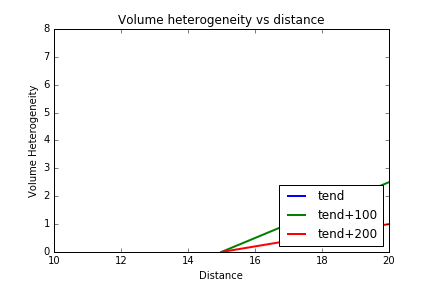 Volume heterogeneity vs distance
Volume Heterogeneity
8
7
6
5
4
3
2
1
0
tend
tend+100
tend+200
10 12 14 16 18 20
Distance